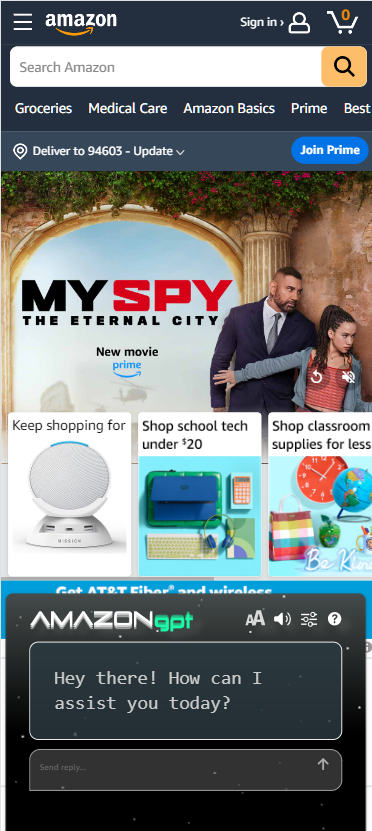 amazon
Sign in ›
0
Search Amazon
Groceries Medical Care Amazon Basics Prime Best
Deliver to 94603 - Update
Join Prime
MY SPY
THE ETERNAL CITY
New movie
prime
Keep shopping for
MISSION
Shop school tech
under $20
Shop classroom
supplies for less
Be Kind
Get AT&T Fiber® and wireless
AMAZONgpt
AA
?
Hey there! How can I
assist you today?
Send reply...